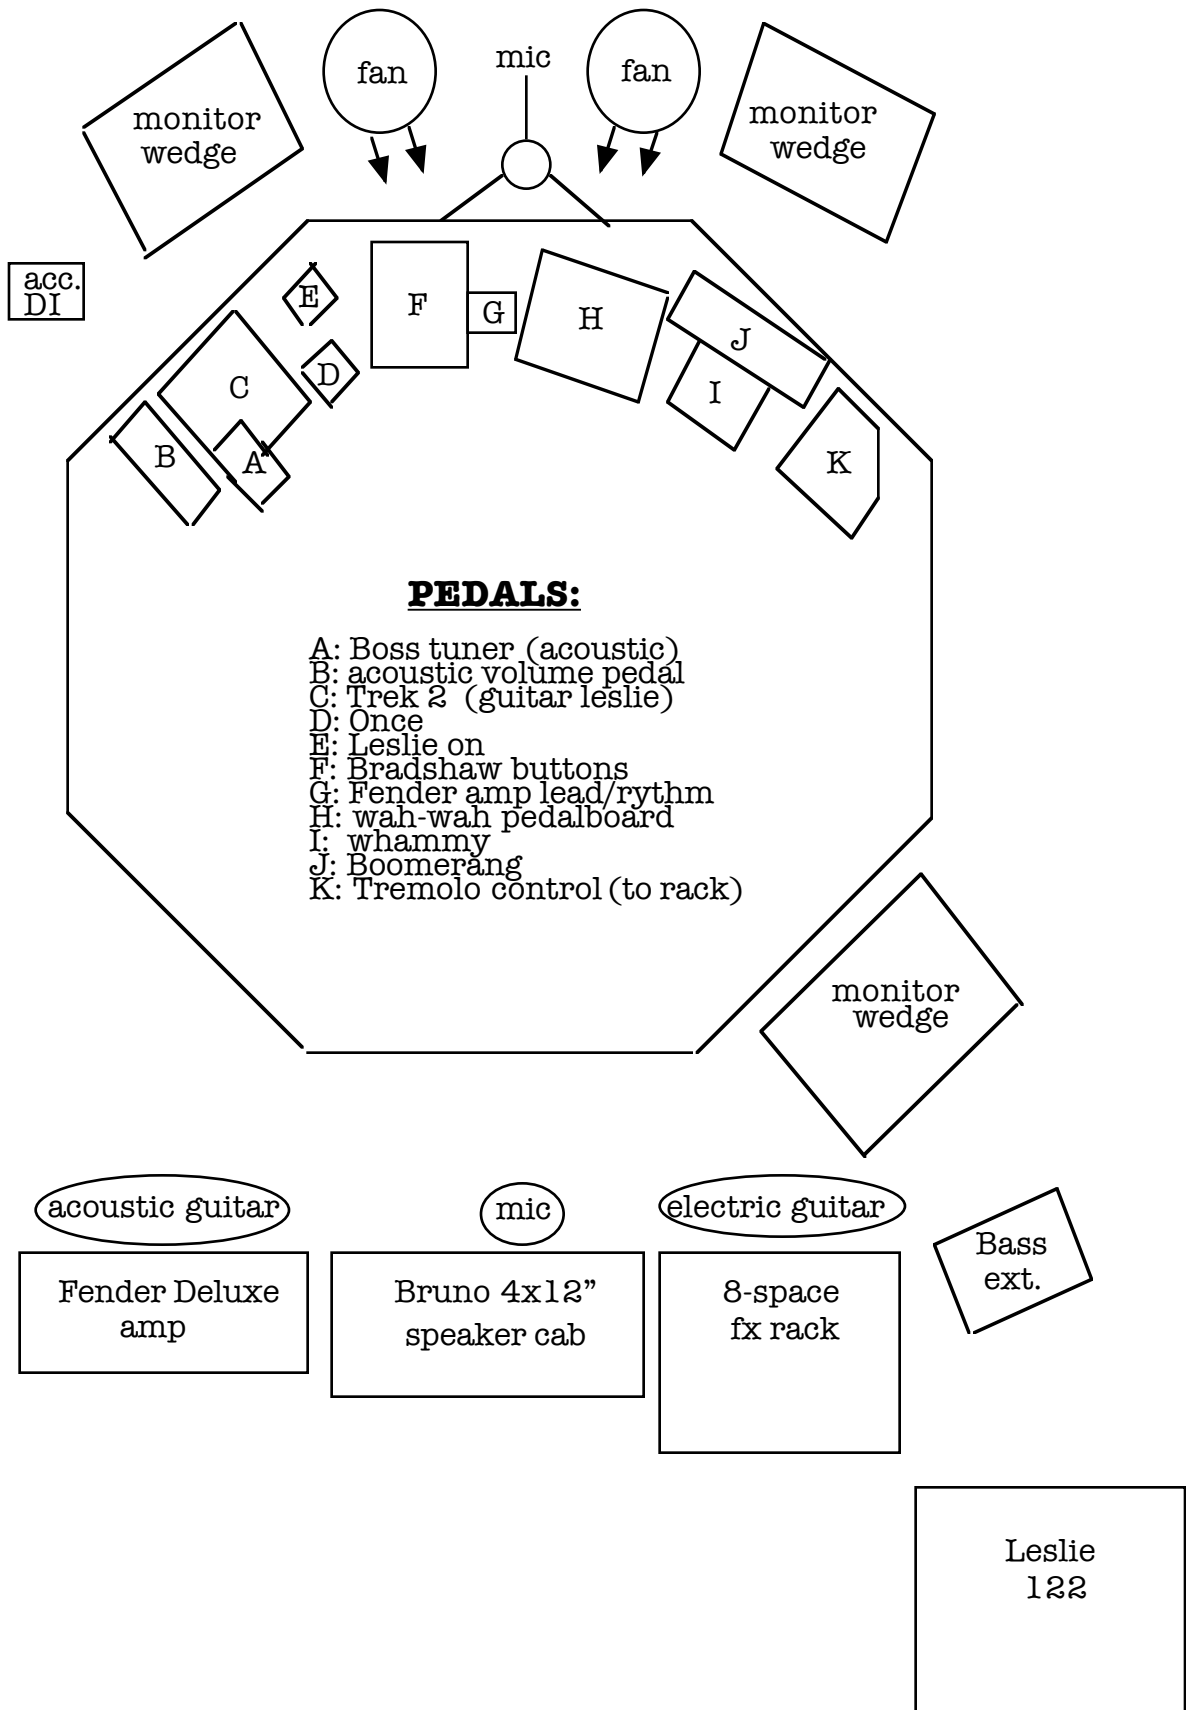 fan
mic
fan
monitor
wedge
monitor
wedge
acc.
DI
E
F
G
H
J
C
D
I
B
A
K
PEDALS:
A: Boss tuner (acoustic)
B: acoustic volume pedal
C: Trek 2 (guitar leslie)
D: Once
E: Leslie on
F: Bradshaw buttons
G: Fender amp lead/rythm
H: wah-wah pedalboard
I: whammy
J: Boomerang
K: Tremolo control (to rack)
monitor
wedge
acoustic guitar
mic
electric guitar
Bass
ext.
Fender Deluxe
amp
Bruno 4x12”
speaker cab
8-space
fx rack
Leslie
122